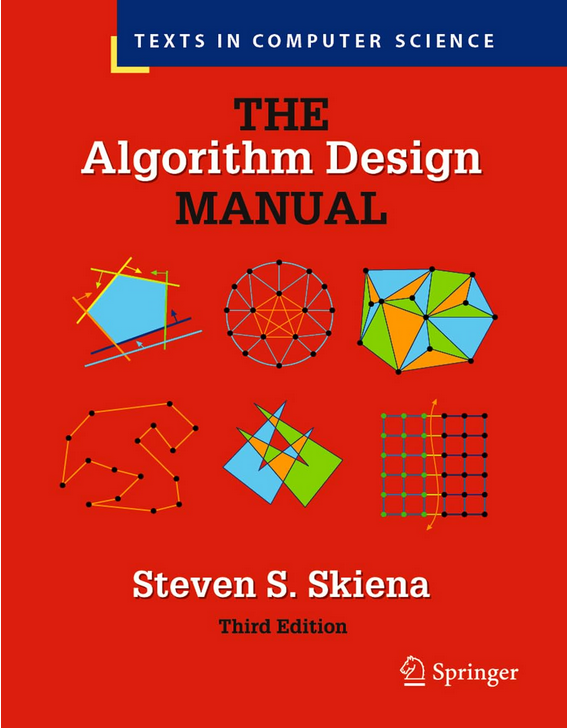 TEXTS IN COMPUTER SCIENCE
THE
Algorithm Design
MANUAL
Steven S. Skiena
Third Edition
Springer